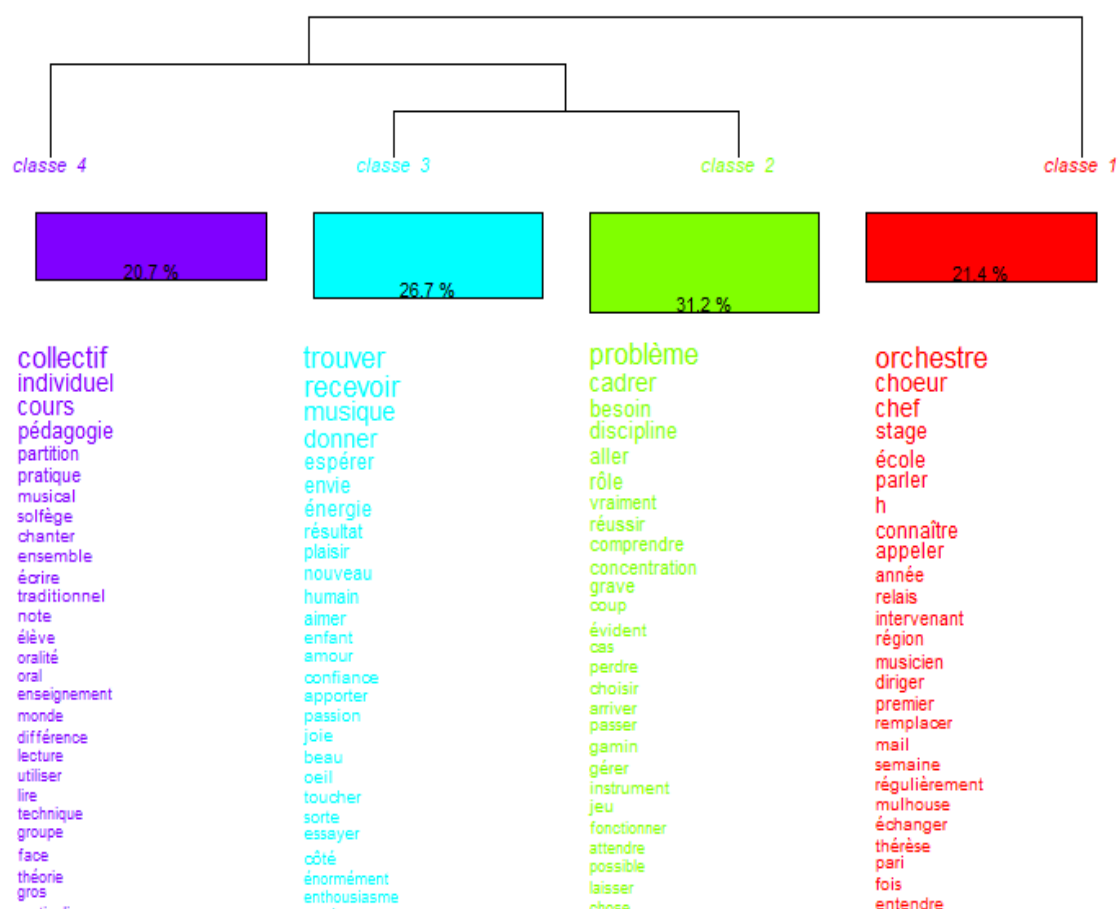 classe 4
classe 3
classe 2
classe 1
20.7 %
26.7 %
31.2 %
21.4 %
collectif
individuel
cours
pédagogie
partition
pratique
musical
solfège
chanter
ensemble
écrire
traditionnel
note
élève
oralité
oral
enseignement
monde
différence
lecture
utiliser
lire
technique
groupe
face
théorie
gros
trouver
recevoir
musique
donner
espérer
envie
énergie
résultat
plaisir
nouveau
humain
aimer
enfant
amour
confiance
apporter
passion
joie
beau
oeil
toucher
sorte
essayer
côté
énormément
enthousiasme
problème
cadrer
besoin
discipline
aller
rôle
vraiment
réussir
comprendre
concentration
grave
coup
évident
cas
perdre
choisir
arriver
passer
gamin
gérer
instrument
jeu
fonctionner
attendre
possible
laisser
chose
orchestre
choeur
chef
stage
école
parler
h
connaître
appeler
année
relais
intervenant
région
musicien
diriger
premier
remplacer
mail
semaine
régulièrement
mulhouse
échanger
thérèse
pari
fois
entendre